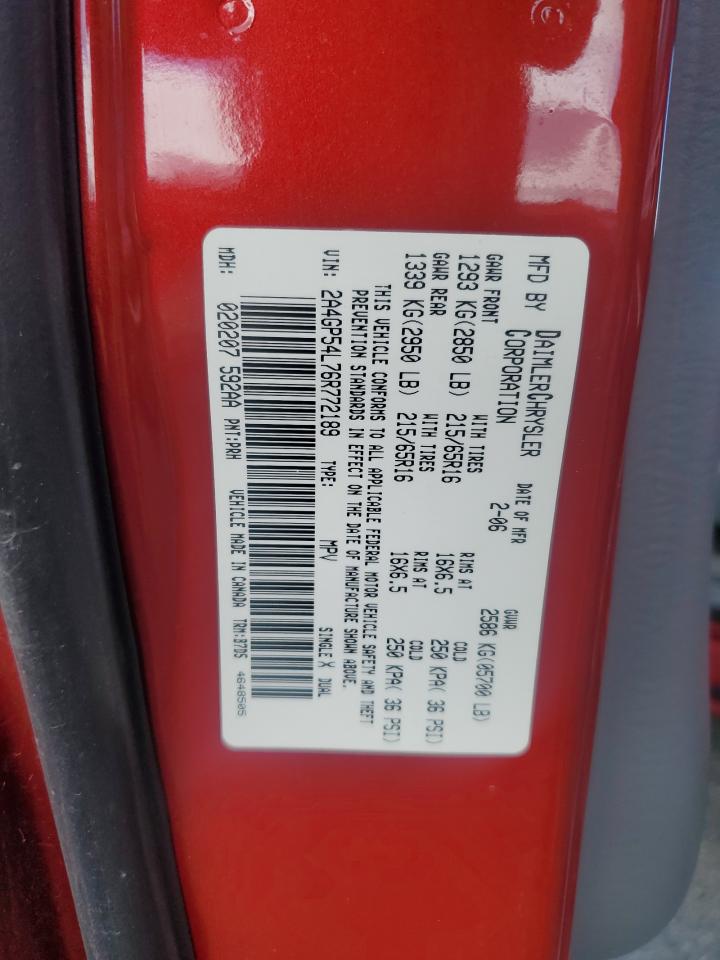 MFD BY DAIMLERCHRYSLER CORPORATION
DATE OF MFR 2-06
GVWR 2586 KG(05700 LB)
GAWR FRONT WITH TIRES RIMS AT COLD
1293 KG(2850 LB) 215/65R16 16X6.5 250 KPA( 36 PSI)
GAWR REAR WITH TIRES RIMS AT COLD
1339 KG(2950 LB) 215/65R16 16X6.5 250 KPA( 36 PSI)
THIS VEHICLE CONFORMS TO ALL APPLICABLE FEDERAL MOTOR VEHICLE SAFETY AND THEFT
PREVENTION STANDARDS IN EFFECT ON THE DATE OF MANUFACTURE SHOWN ABOVE.
VIN: 2A4GP54L76R772189 TYPE: MPV SINGLE X DUAL
MDH: 020207 592AA PNT:PRH VEHICLE MADE IN CANADA TRM:B7DS 4648505